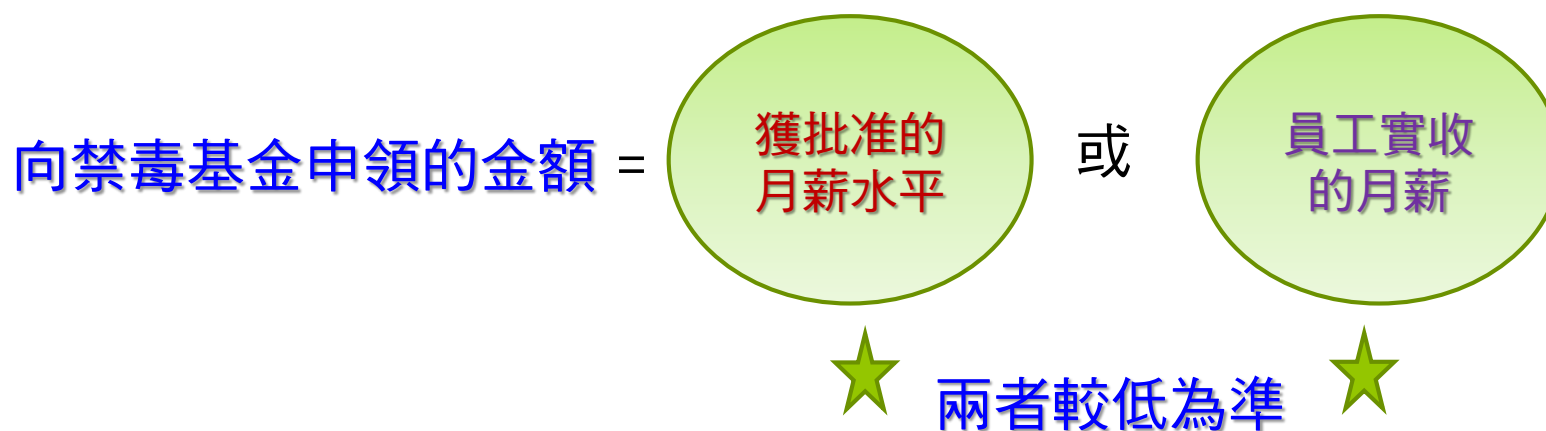 向禁毒基金申領的金額 =
獲批准的
月薪水平
或
員工實收
的月薪
兩者較低為準